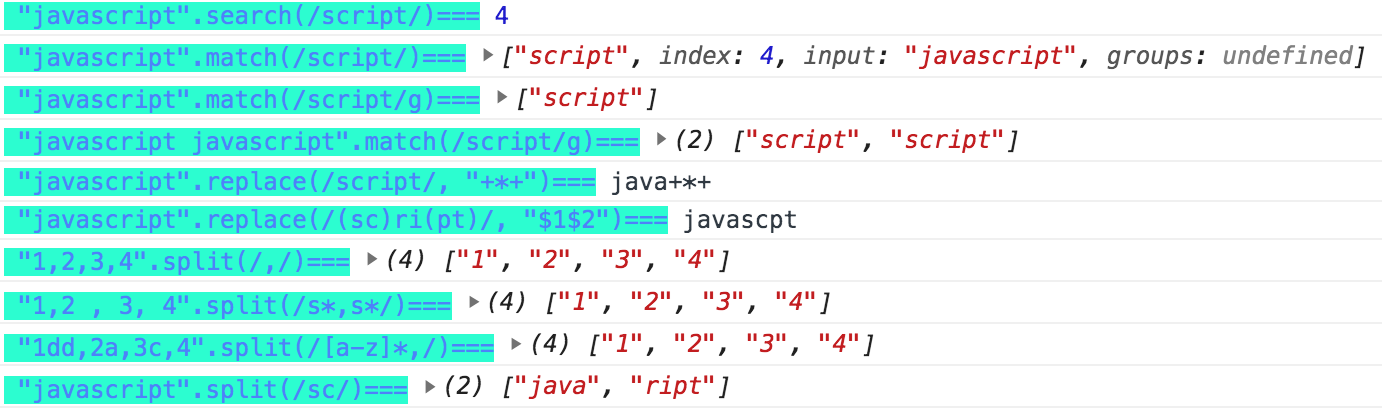 "javascript".search(/script/)=== 4
"javascript".match(/script/)=== ▶["script", index: 4, input: "javascript", groups: undefined]
"javascript".match(/script/g)=== ▶["script"]
"javascript javascript".match(/script/g)=== ▶(2) ["script", "script"]
"javascript".replace(/script/, "+*+")=== java+*+
"javascript".replace(/(sc)ri(pt)/, "$1$2")=== javascpt
"1,2,3,4".split(/,/)=== ▶(4) ["1", "2", "3", "4"]
"1,2 , 3, 4".split(/s*,s*/)=== ▶(4) ["1", "2", "3", "4"]
"1dd,2a,3c,4".split(/[a-z]*,/)=== ▶(4) ["1", "2", "3", "4"]
"javascript".split(/sc/)=== ▶(2) ["java", "ript"]